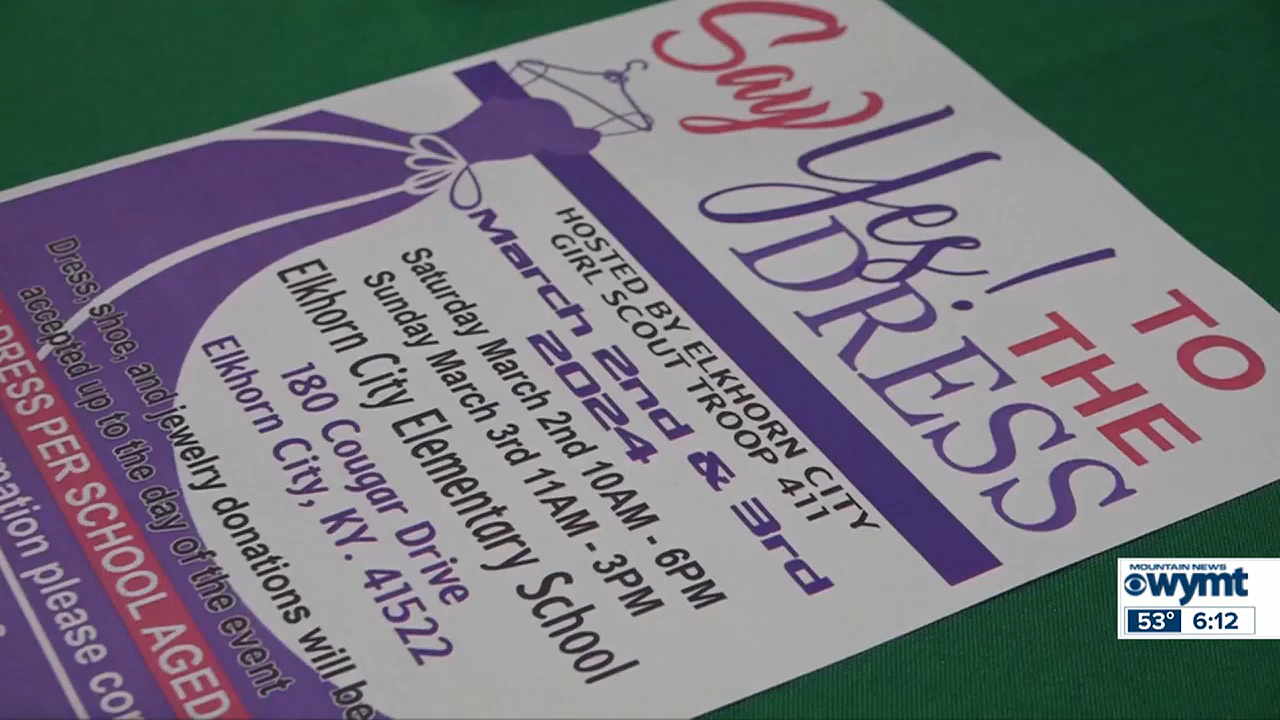 Say
Yes! TO
THE
DRESS
HOSTED BY ELKHORN CITY
GIRL SCOUT TROOP 411
March 2nd & 3rd
2024
Saturday March 2nd 10AM - 6PM
Sunday March 3rd 11AM - 3PM
Elkhorn City Elementary School
180 Cougar Drive
Elkhorn City, KY. 41522
Dress, shoe, and jewelry donations will be
accepted up to the day of the event
DRESS PER SCHOOL AGED
please
MOUNTAIN NEWS
wymt
53° 6:12